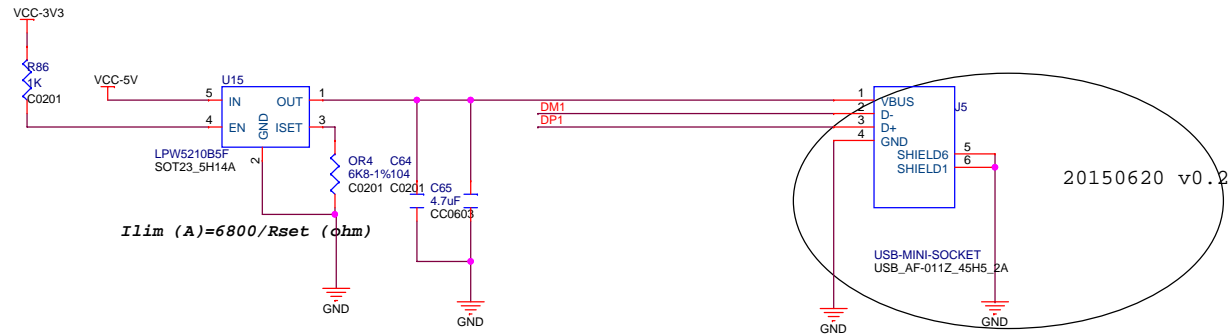 VCC-3V3
R86
1K
C0201
VCC-5V
U15
5 IN OUT 1
4 EN ISET 3
GND
2
LPW5210B5F
SOT23_5H14A
OR4 C64
6K8-1% 104
C0201 C0201
C65
4.7uF
CC0603
Ilim (A)=6800/Rset (ohm)
GND
GND
DM1
DP1
1 VBUS
2 D-
3 D+
4 GND
J5
SHIELD6 5
SHIELD1 6
USB-MINI-SOCKET
USB_AF-011Z_45H5_2A
GND
GND
20150620 v0.2